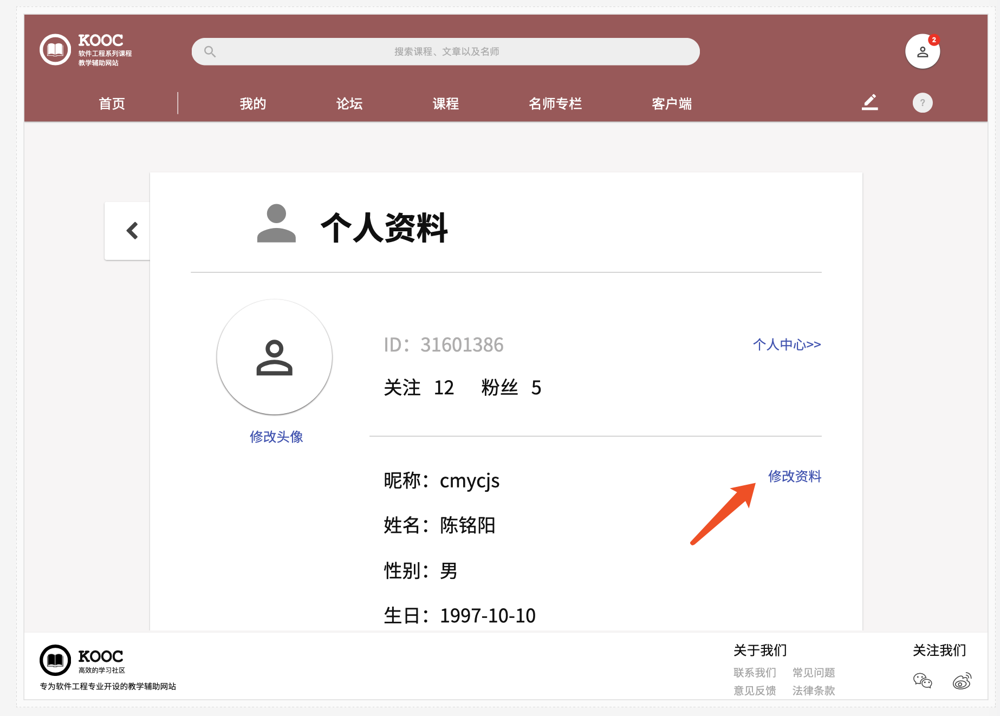 KOOC
软件工程系列课程
教学辅助网站
搜索课程、文章以及名师
2
首页 我的 论坛 课程 名师专栏 客户端 ?
个人资料
ID：31601386
个人中心>>
关注 12 粉丝 5
修改头像
昵称：cmycjs
修改资料
姓名：陈铭阳
性别：男
生日：1997-10-10
KOOC
高效的学习社区
专为软件工程专业开设的教学辅助网站
关于我们
联系我们 常见问题
意见反馈 法律条款
关注我们